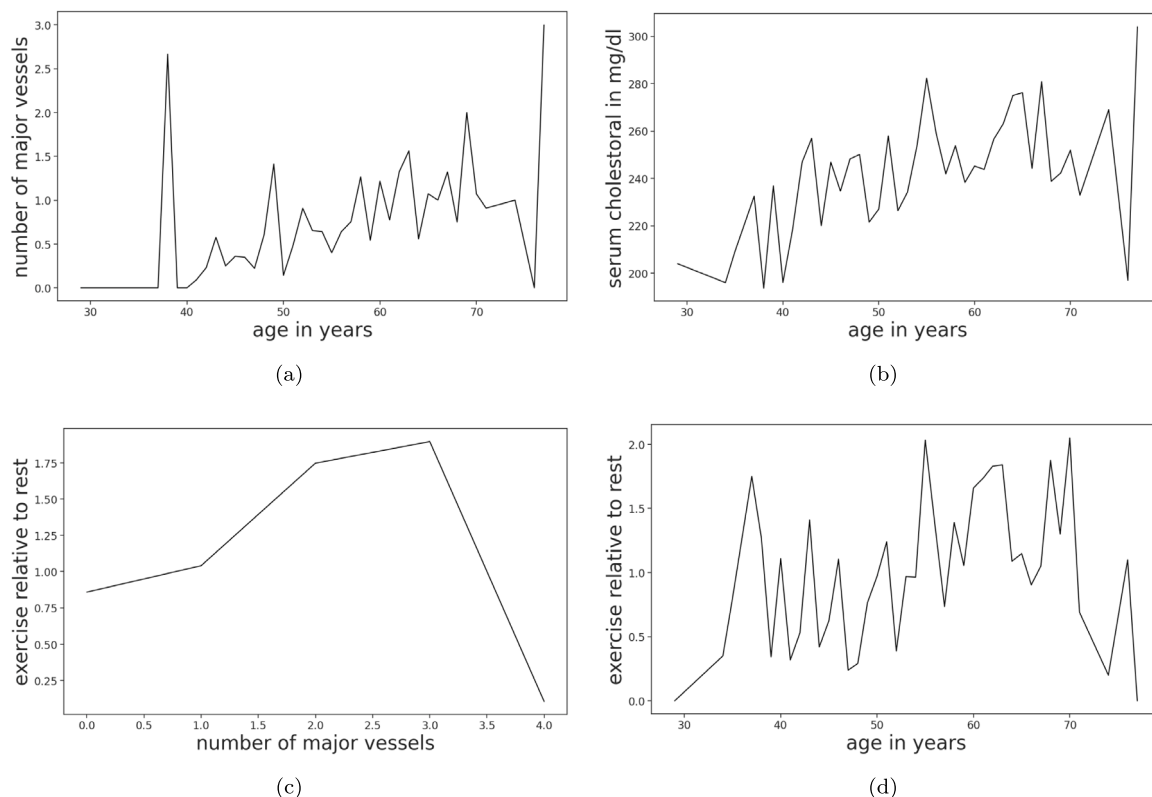 number of major vessels
3.0
2.5
2.0
1.5
1.0
0.5
0.0
30 40 50 60 70
age in years
(a)
serum cholestoral in mg/dl
300
280
260
240
220
200
30 40 50 60 70
age in years
(b)
exercise relative to rest
1.75
1.50
1.25
1.00
0.75
0.50
0.25
0.0 0.5 1.0 1.5 2.0 2.5 3.0 3.5 4.0
number of major vessels
(c)
exercise relative to rest
2.0
1.5
1.0
0.5
0.0
30 40 50 60 70
age in years
(d)